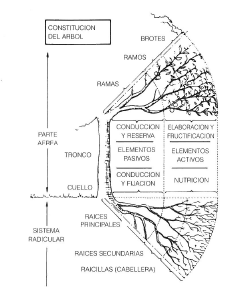 CONSTITUCION
DEL ARBOL
BROTES
RAMOS
RAMAS
PARTE
AEREA
TRONCO
CUELLO
CONDUCCION
Y RESERVA
ELABORACION Y
FRUCTIFICACION
ELEMENTOS
PASIVOS
ELEMENTOS
ACTIVOS
CONDUCCION
Y FIJACION
NUTRICION
SISTEMA
RADICULAR
RAICES
PRINCIPALES
RAICES SECUNDARIAS
RAICILLAS (CABELLERA)